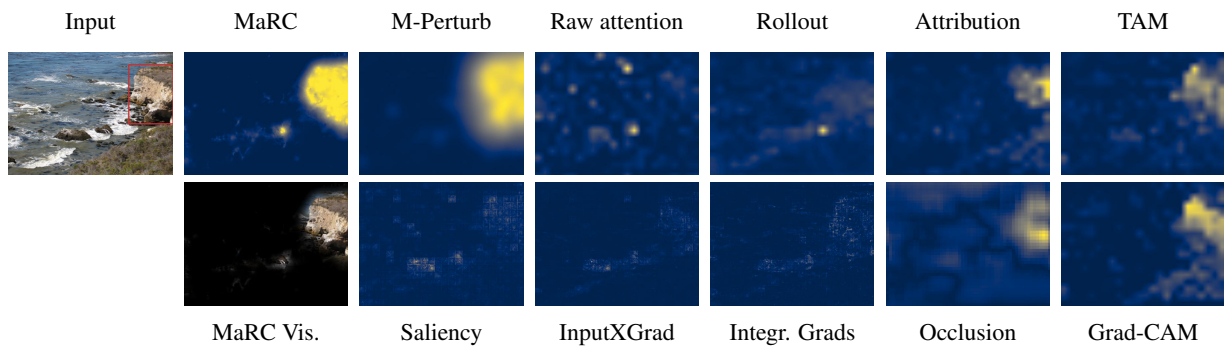 Input MaRC M-Perturb Raw attention Rollout Attribution TAM
MaRC Vis. Saliency InputXGrad Integr. Grads Occlusion Grad-CAM